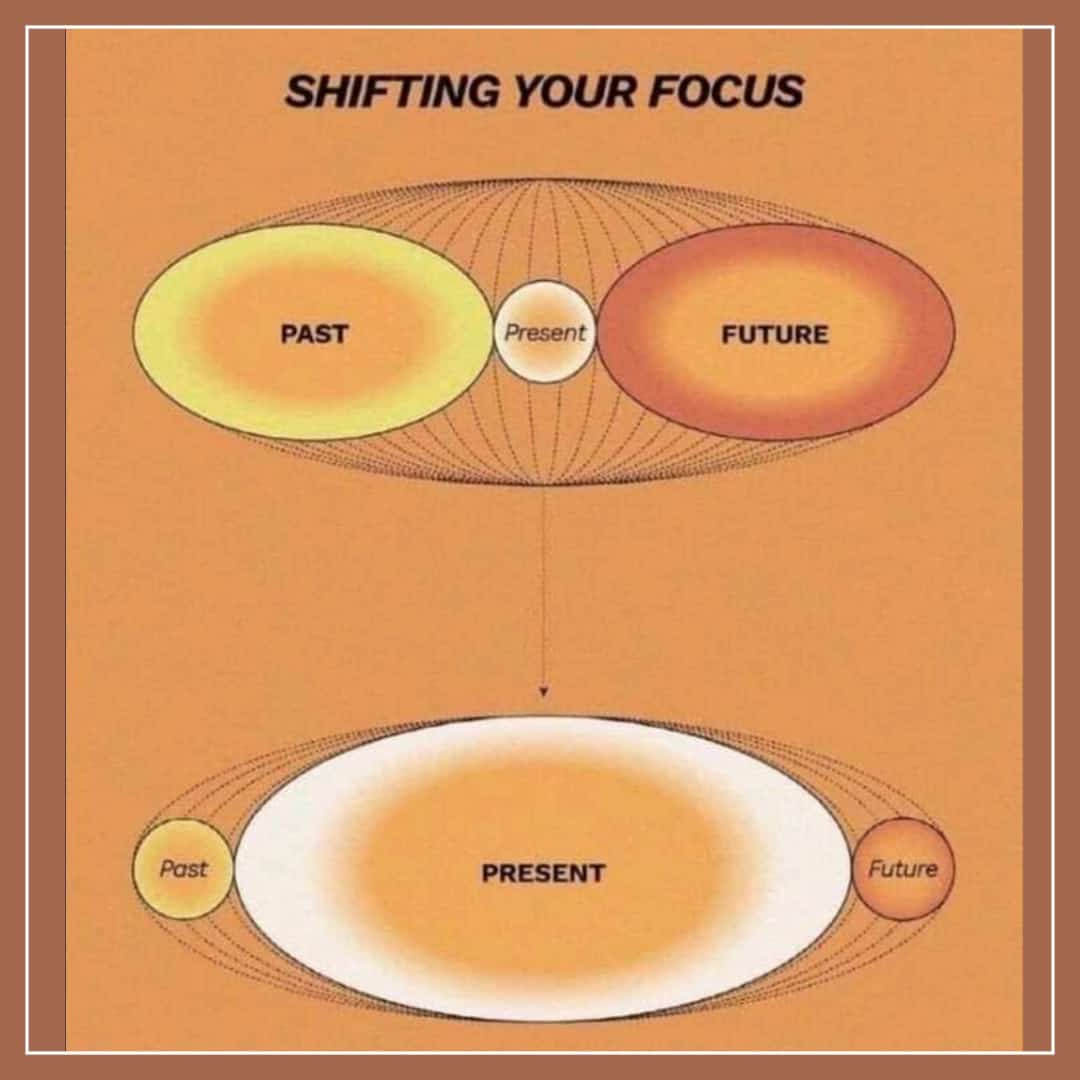 SHIFTING YOUR FOCUS
PAST
Present
FUTURE
Past
PRESENT
Future